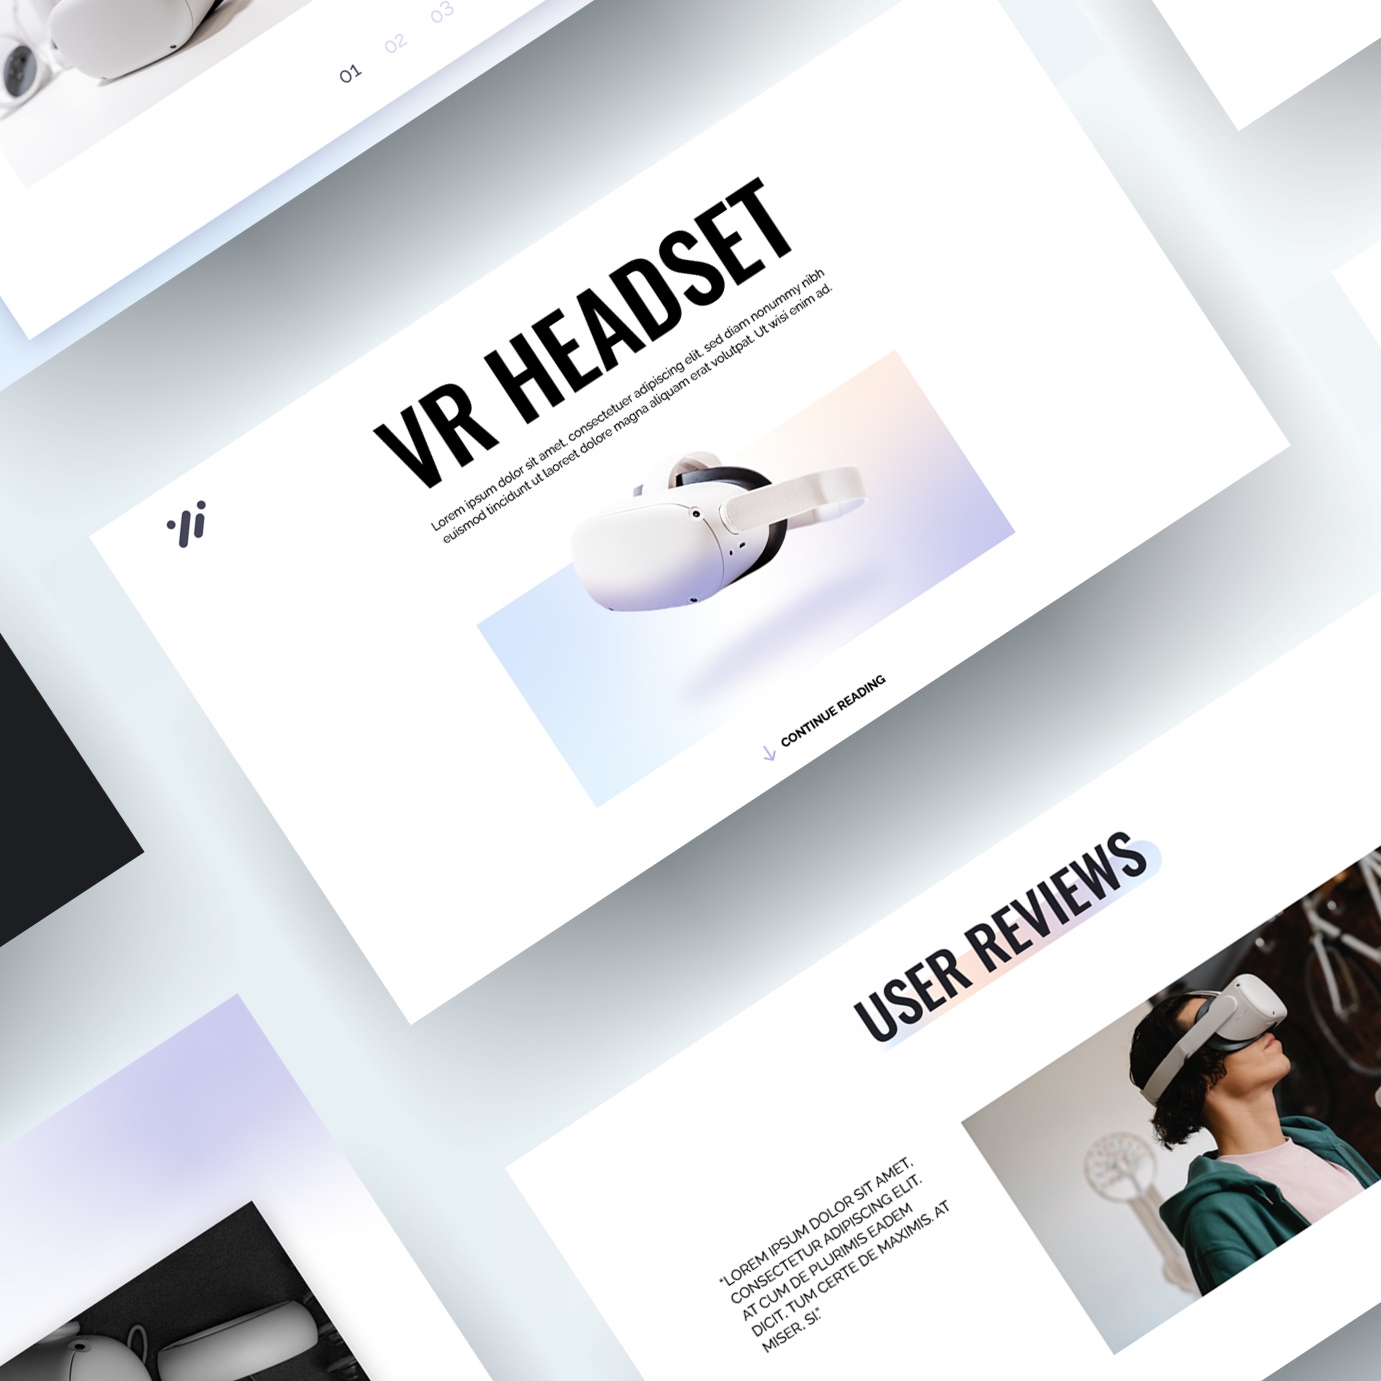 01 02 03
VR HEADSET
Lorem ipsum dolor sit amet, consectetuer adipiscing elit, sed diam nonummy nibh
euismod tincidunt ut laoreet dolore magna aliquam erat volutpat. Ut wisi enim ad.
CONTINUE READING
USER REVIEWS
"LOREM IPSUM DOLOR SIT AMET,
CONSECTETUR ADIPISCING ELIT.
AT CUM DE PLURIMIS EADEM
DICIT, TUM CERTE DE MAXIMIS. AT
MISER, SI."